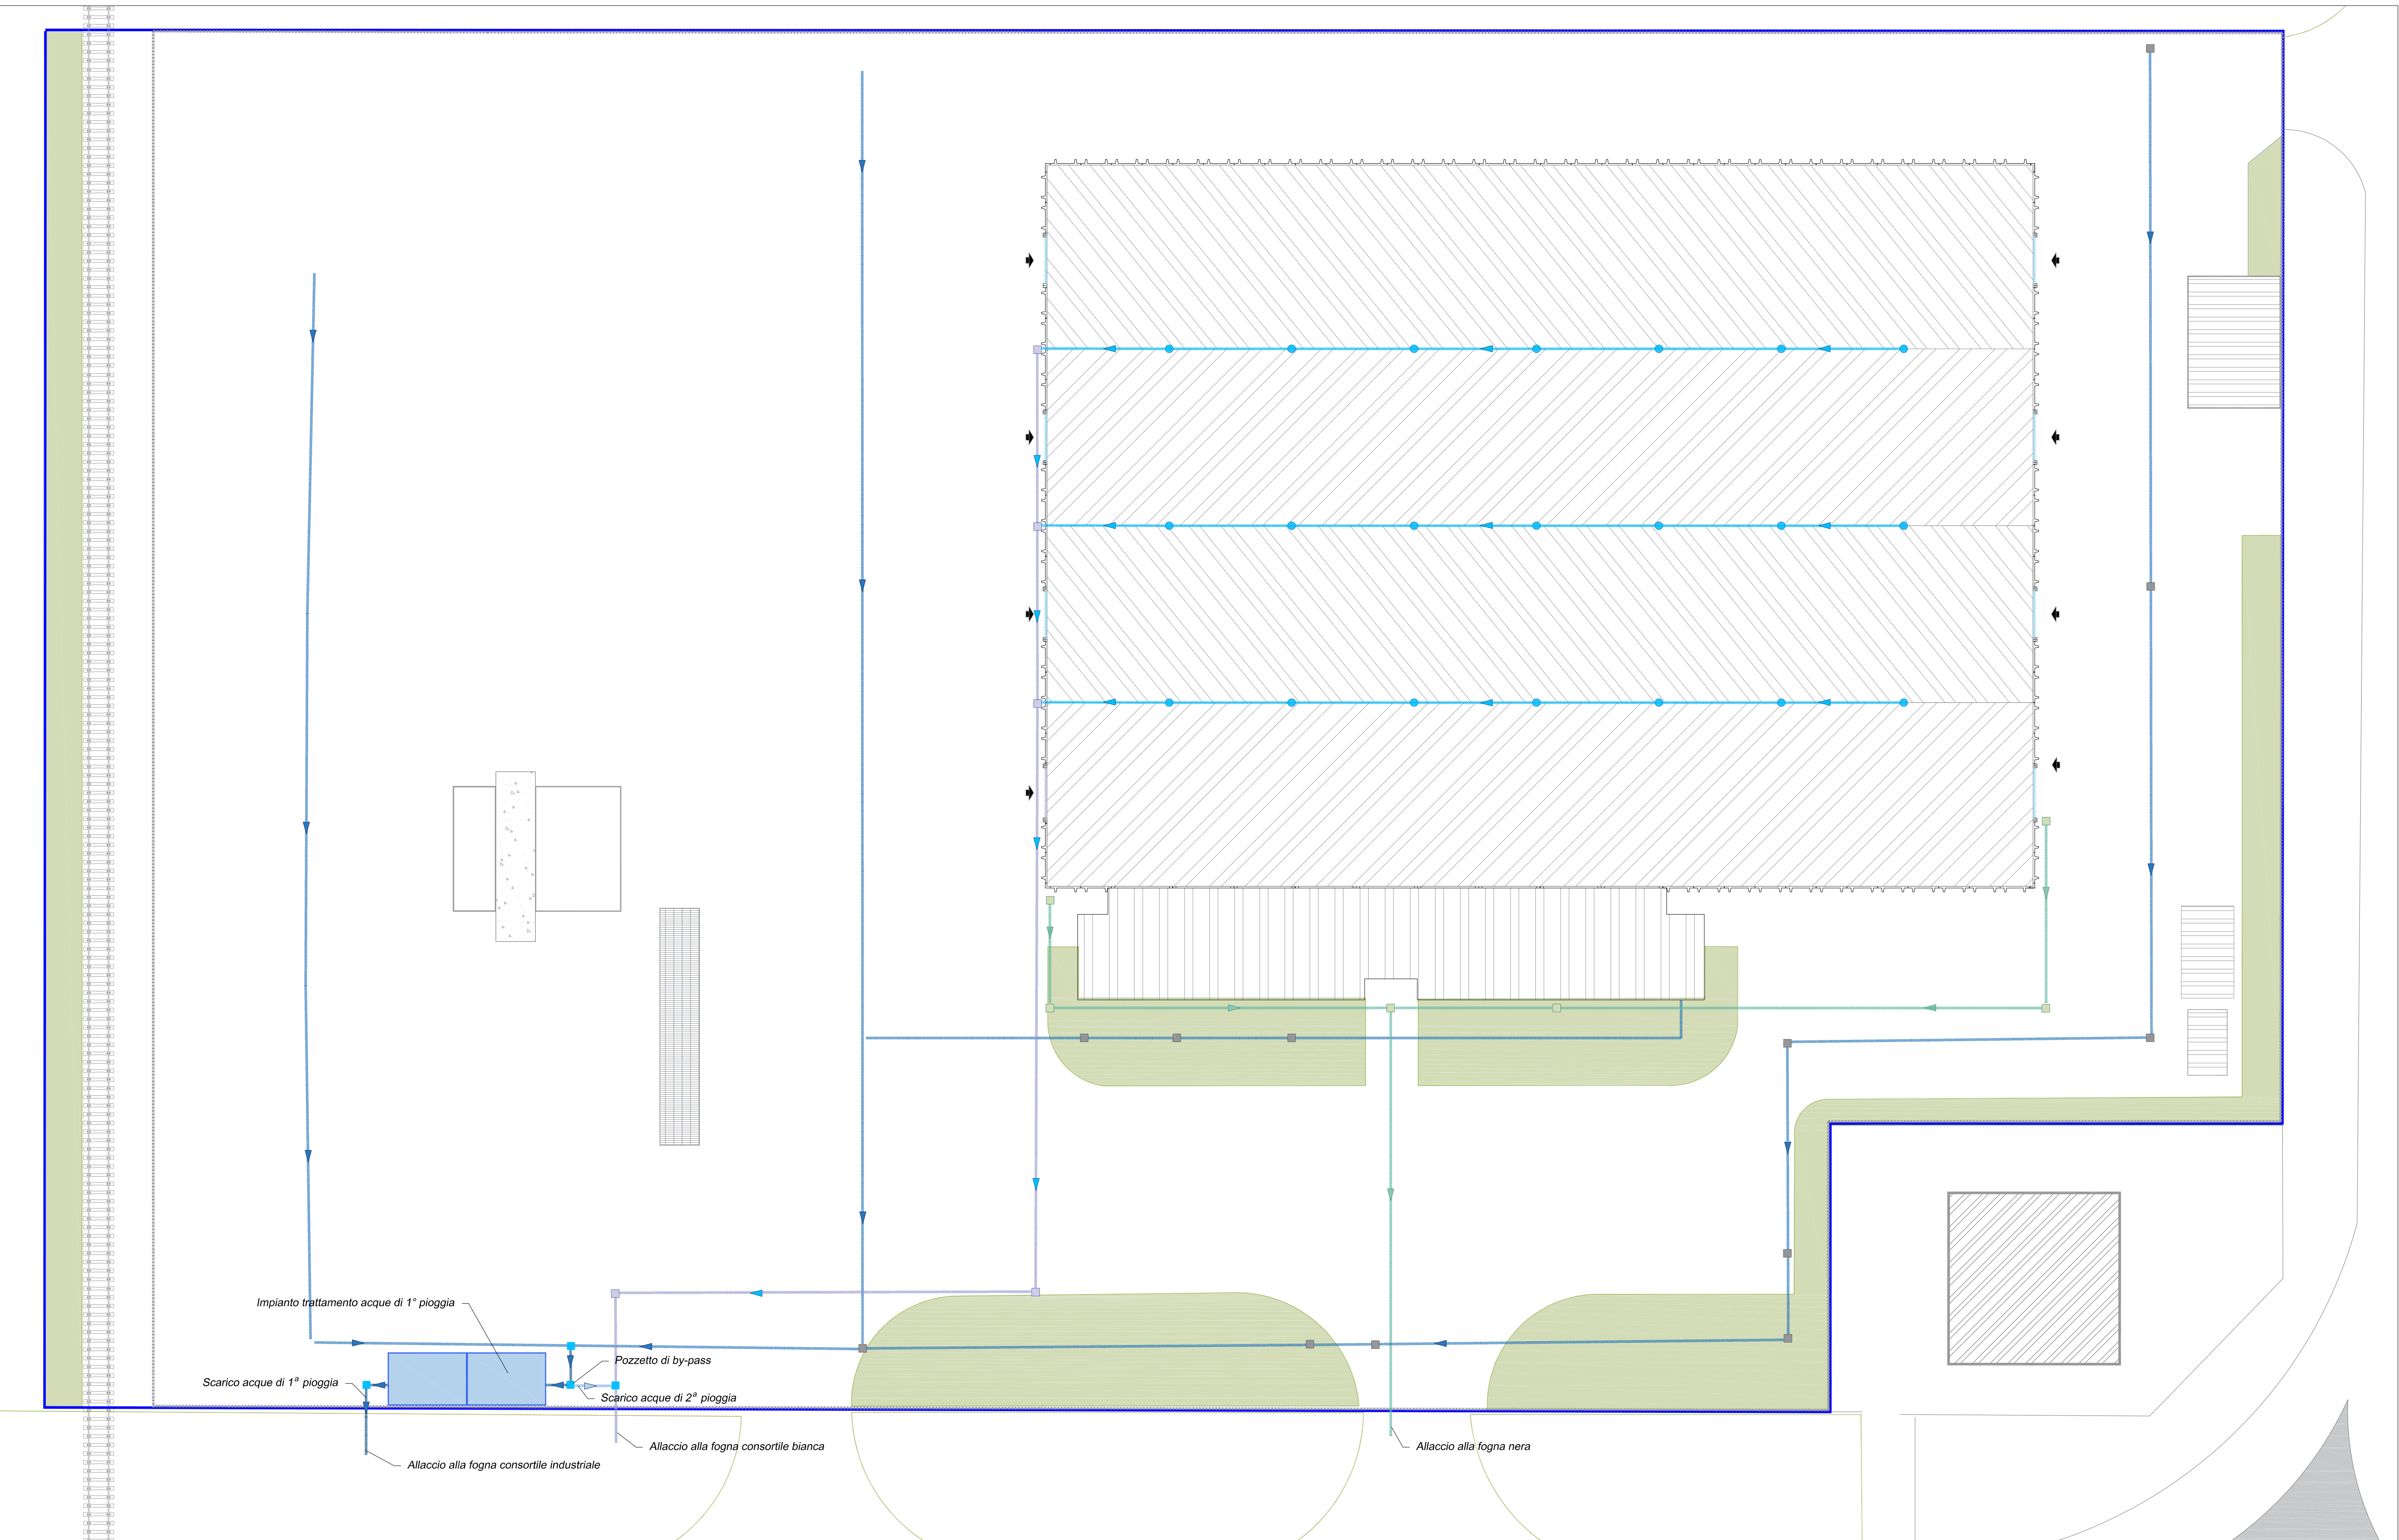 Impianto trattamento acque di 1° pioggia
Pozzetto di by-pass
Scarico acque di 1ª pioggia
Scarico acque di 2ª pioggia
Allaccio alla fogna consortile bianca
Allaccio alla fogna nera
Allaccio alla fogna consortile industriale